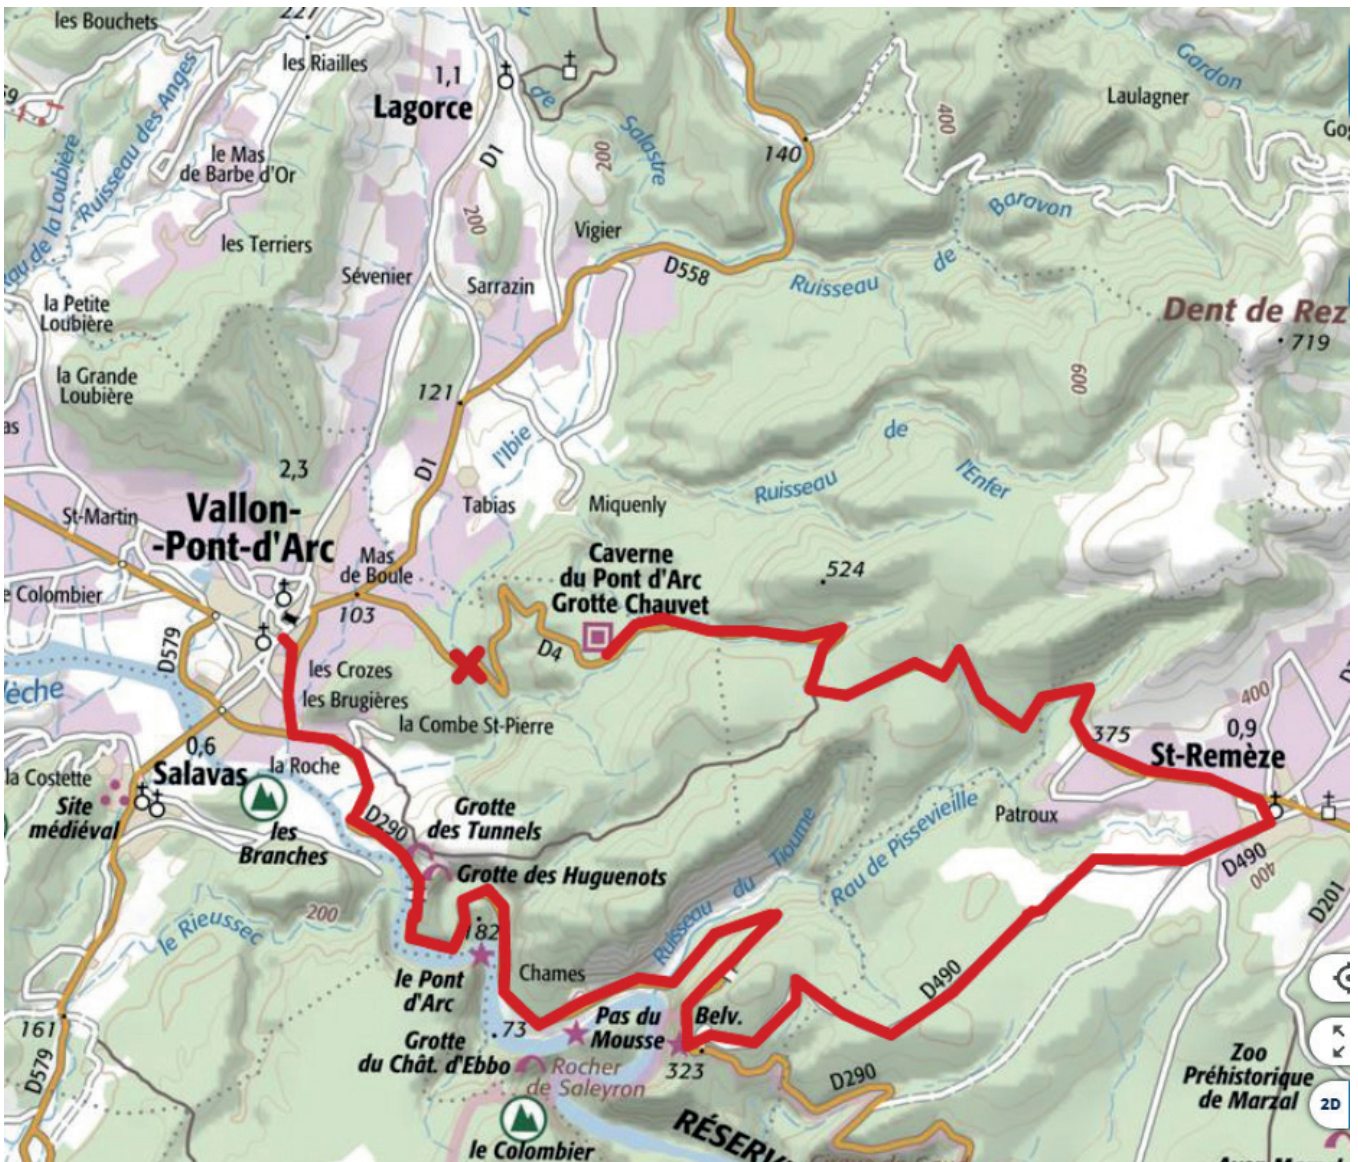 les Bouchets
227
les Riailles
1,1
Lagorce
de
Salastre
200
400
Laulagner
Gardon
59
Ruisseau des Anges
le Mas
de Barbe d'Or
D1
140
200
les Terriers
Vigier
Baravon
de
Sévenier
Sarrazin
D558
Ruisseau
la Petite
Loubière
Dent de Rez
719
la Grande
Loubière
121
600
as
de
2,3
D1
l'Ibie
Ruisseau
l'Enfer
Vallon-
-Pont-d'Arc
St-Martin
Tabias
Miquenly
Mas
de Boule
Caverne
du Pont d'Arc
Grotte Chauvet
524
e Colombier
103
D579
D4
les Crozes
les Brugières
la Combe St-Pierre
èche
400
375
0,9
St-Remèze
0,6
Salavas
la Roche
la Costette
Site
médiéval
les
Branches
D290
Grotte
des Tunnels
Grotte des Huguenots
Patroux
Rau de Pissevieille
Ruisseau du Tioume
D490
400
D201
le Rieussec
200
182
le Pont
d'Arc
Chames
D490
73
Pas du
Mousse
Belv.
161
D579
Grotte
du Chât. d'Ebbo
Rocher
de Saleyron
323
D290
Zoo
Préhistorique
de Marzal
2D
le Colombier